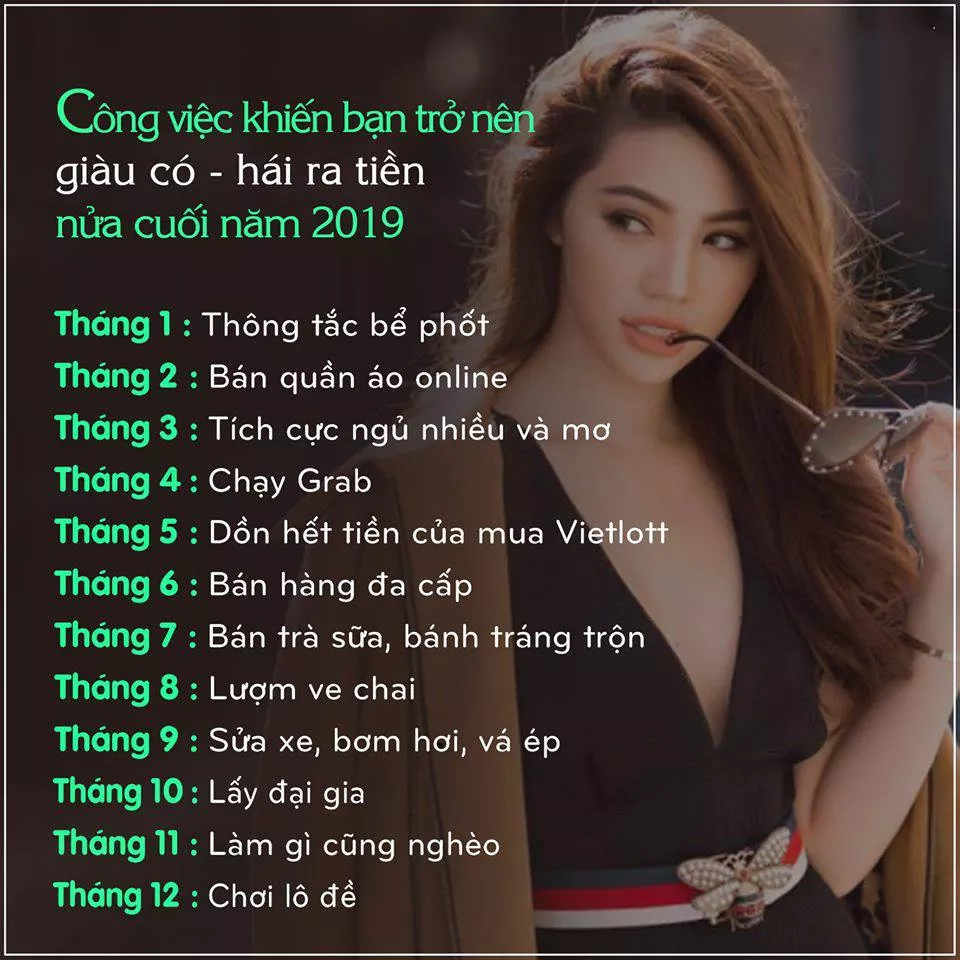 Công việc khiến bạn trở nên
giàu có - hái ra tiền
nửa cuối năm 2019
Tháng 1 : Thông tắc bể phốt
Tháng 2 : Bán quần áo online
Tháng 3 : Tích cực ngủ nhiều và mơ
Tháng 4 : Chạy Grab
Tháng 5 : Dồn hết tiền của mua Vietlott
Tháng 6 : Bán hàng đa cấp
Tháng 7 : Bán trà sữa, bánh tráng trộn
Tháng 8 : Lượm ve chai
Tháng 9 : Sửa xe, bơm hơi, vá ép
Tháng 10 : Lấy đại gia
Tháng 11 : Làm gì cũng nghèo
Tháng 12 : Chơi lô đề